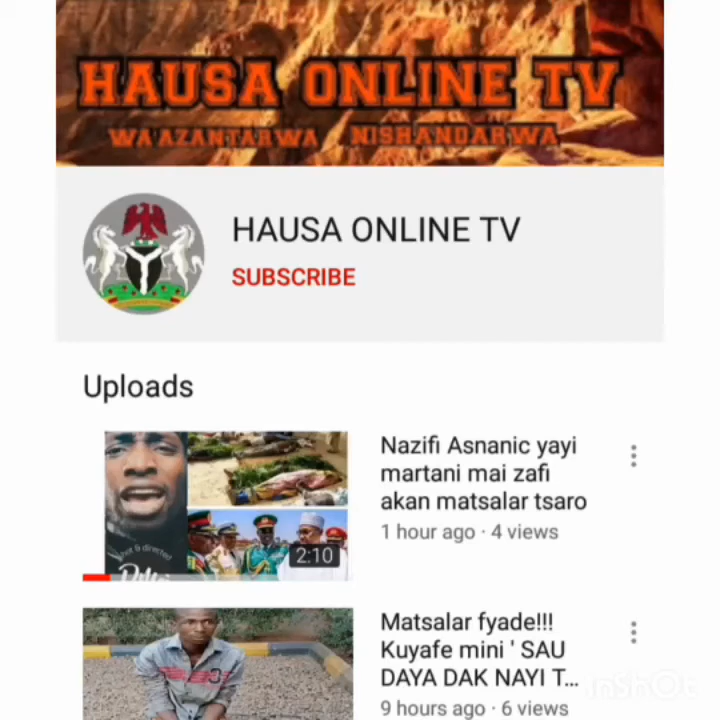 HAUSA ONLINE TV
WA'AZANTARWA NISHANDARWA
HAUSA ONLINE TV
SUBSCRIBE
Uploads
Nazifi Asnanic yayi
martani mai zafi
akan matsalar tsaro
1 hour ago · 4 views
& directed
2:10
Matsalar fyade!!!
Kuyafe mini ' SAU
DAYA DAK NAYI T...
9 hours ago · 6 views
InShOt